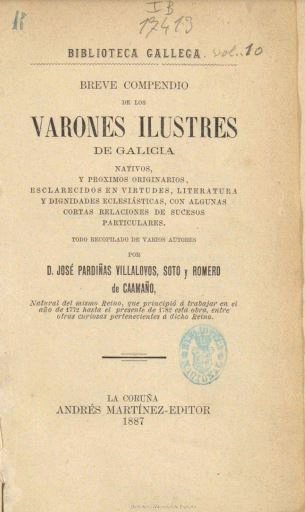 I B
17419
BIBLIOTECA GALLEGA. vol. 10
BREVE COMPENDIO
DE LOS
VARONES ILUSTRES
DE GALICIA
NATIVOS,
Y PROXIMOS ORIGINARIOS,
ESCLARECIDOS EN VIRTUDES, LITERATURA
Y DIGNIDADES ECLESIÁSTICAS, CON ALGUNAS
CORTAS RELACIONES DE SUCESOS
PARTICULARES.
TODO RECOPILADO DE VARIOS AUTORES
POR
D. JOSÉ PARDIÑAS VILLALOVOS, SOTO y ROMERO
de CAAMAÑO,
Natural del mismo Reino, que principió á trabajar en el
año de 1772 hasta el presente de 1782 esta obra, entre
otras curiosas pertenecientes á dicho Reino.
LA CORUÑA
ANDRÉS MARTÍNEZ-EDITOR
1887